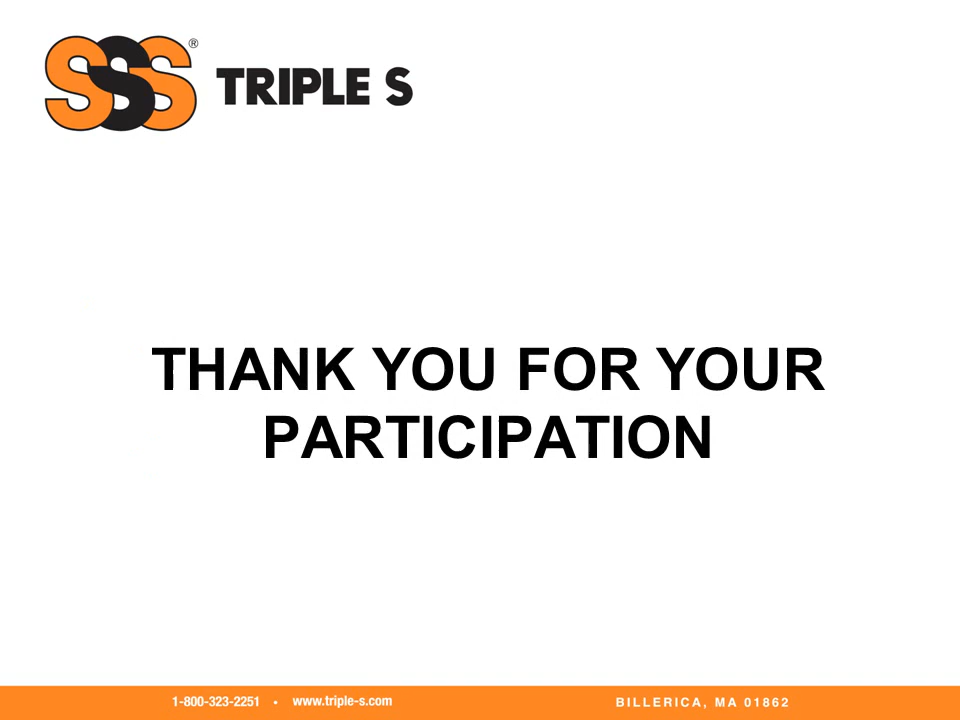 SSS® TRIPLE S
THANK YOU FOR YOUR
PARTICIPATION
1-800-323-2251 • www.triple-s.com BILLERICA, MA 01862